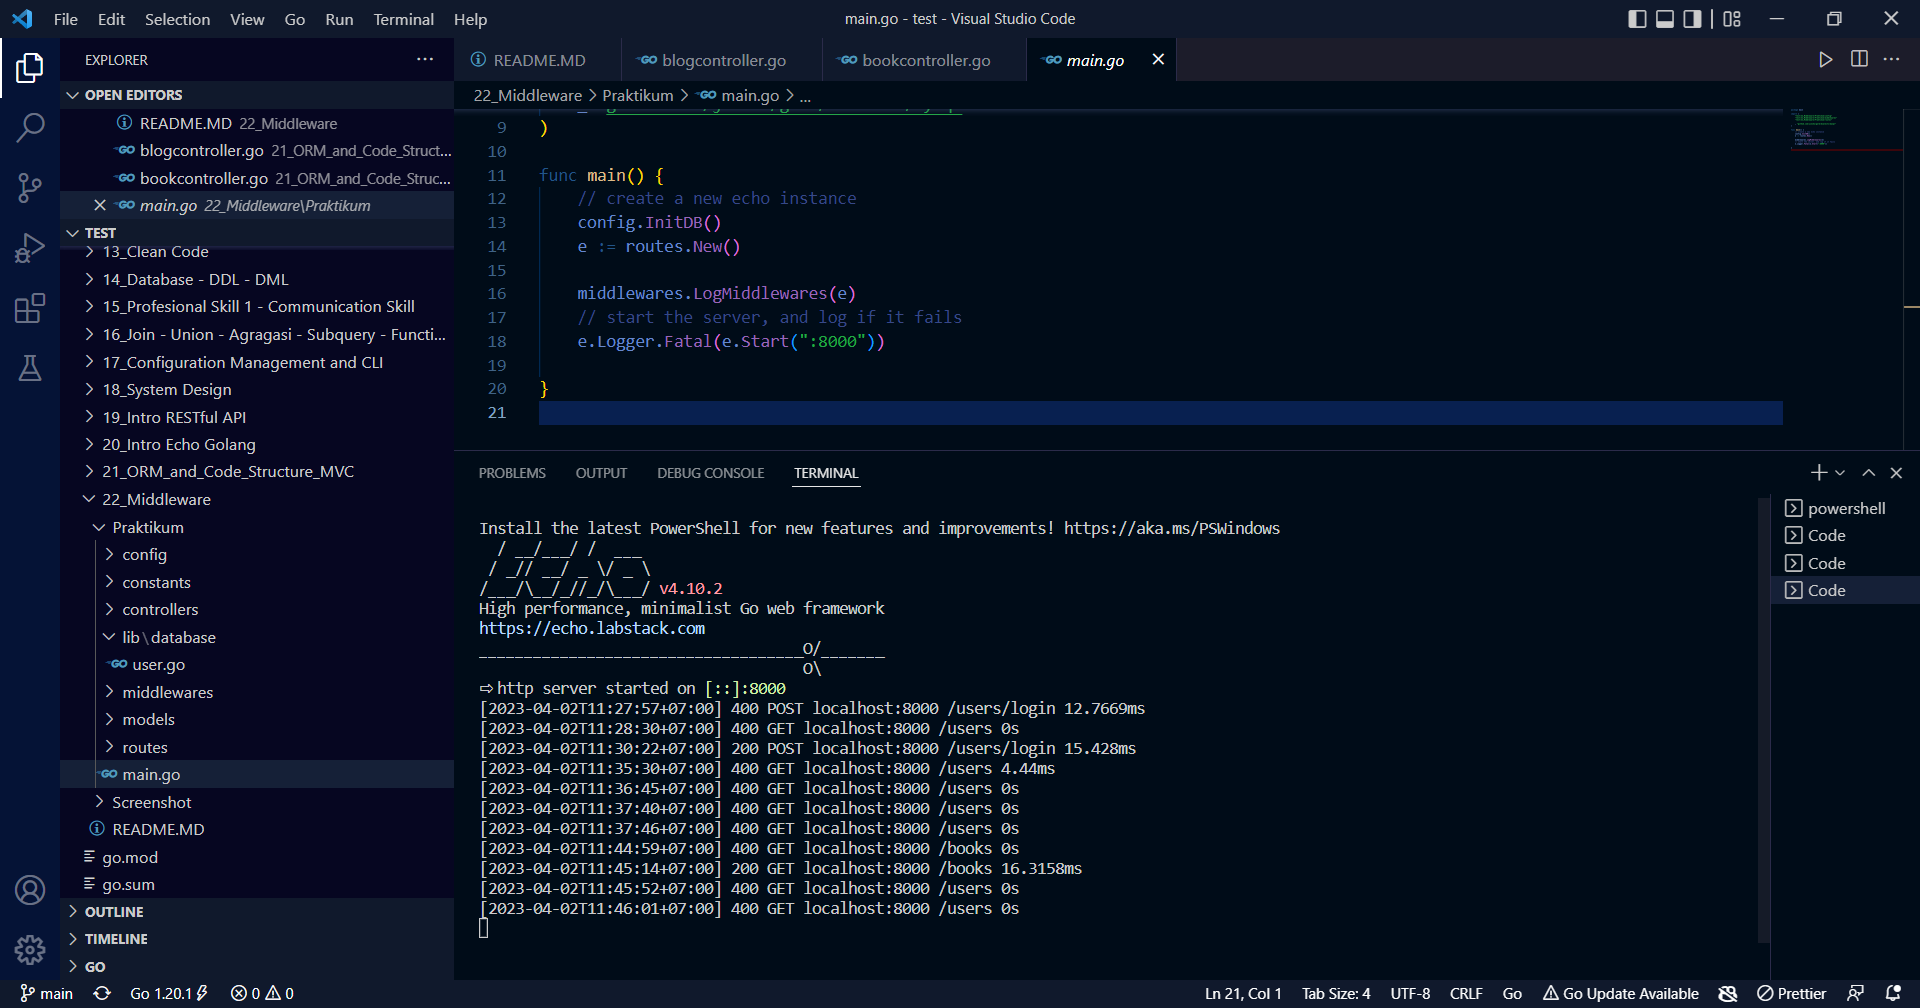 File Edit Selection View Go Run Terminal Help
main.go - test - Visual Studio Code
EXPLORER
OPEN EDITORS
README.MD 22_Middleware
blogcontroller.go 21_ORM_and_Code_Struct...
bookcontroller.go 21_ORM_and_Code_Struc...
main.go 22_Middleware\Praktikum
TEST
13_Clean Code
14_Database - DDL - DML
15_Profesional Skill 1 - Communication Skill
16_Join - Union - Agragasi - Subquery - Functi...
17_Configuration Management and CLI
18_System Design
19_Intro RESTful API
20_Intro Echo Golang
21_ORM_and_Code_Structure_MVC
22_Middleware
Praktikum
config
constants
controllers
lib\database
GO user.go
middlewares
models
routes
GO main.go
Screenshot
README.MD
go.mod
go.sum
OUTLINE
TIMELINE
GO
README.MD
GO blogcontroller.go
GO bookcontroller.go
GO main.go
22_Middleware > Praktikum > GO main.go > ...
9 )
10
11 func main() {
12 // create a new echo instance
13 config.InitDB()
14 e := routes.New()
15
16 middlewares.LogMiddlewares(e)
17 // start the server, and log if it fails
18 e.Logger.Fatal(e.Start(":8000"))
19
20 }
21
PROBLEMS OUTPUT DEBUG CONSOLE TERMINAL
Install the latest PowerShell for new features and improvements! https://aka.ms/PSWindows
   / __/___/ /  ___
  / _// __/ _ \/ _ \
 /___/\__/_//_/\___/ v4.10.2
High performance, minimalist Go web framework
https://echo.labstack.com
____________________________________O/_______
                                    O\
⇨ http server started on [::]:8000
[2023-04-02T11:27:57+07:00] 400 POST localhost:8000 /users/login 12.7669ms
[2023-04-02T11:28:30+07:00] 400 GET localhost:8000 /users 0s
[2023-04-02T11:30:22+07:00] 200 POST localhost:8000 /users/login 15.428ms
[2023-04-02T11:35:30+07:00] 400 GET localhost:8000 /users 4.44ms
[2023-04-02T11:36:45+07:00] 400 GET localhost:8000 /users 0s
[2023-04-02T11:37:40+07:00] 400 GET localhost:8000 /users 0s
[2023-04-02T11:37:46+07:00] 400 GET localhost:8000 /users 0s
[2023-04-02T11:44:59+07:00] 400 GET localhost:8000 /books 0s
[2023-04-02T11:45:14+07:00] 200 GET localhost:8000 /books 16.3158ms
[2023-04-02T11:45:52+07:00] 400 GET localhost:8000 /users 0s
[2023-04-02T11:46:01+07:00] 400 GET localhost:8000 /users 0s
powershell
Code
Code
Code
main Go 1.20.1 0 0 Ln 21, Col 1 Tab Size: 4 UTF-8 CRLF Go Go Update Available Prettier